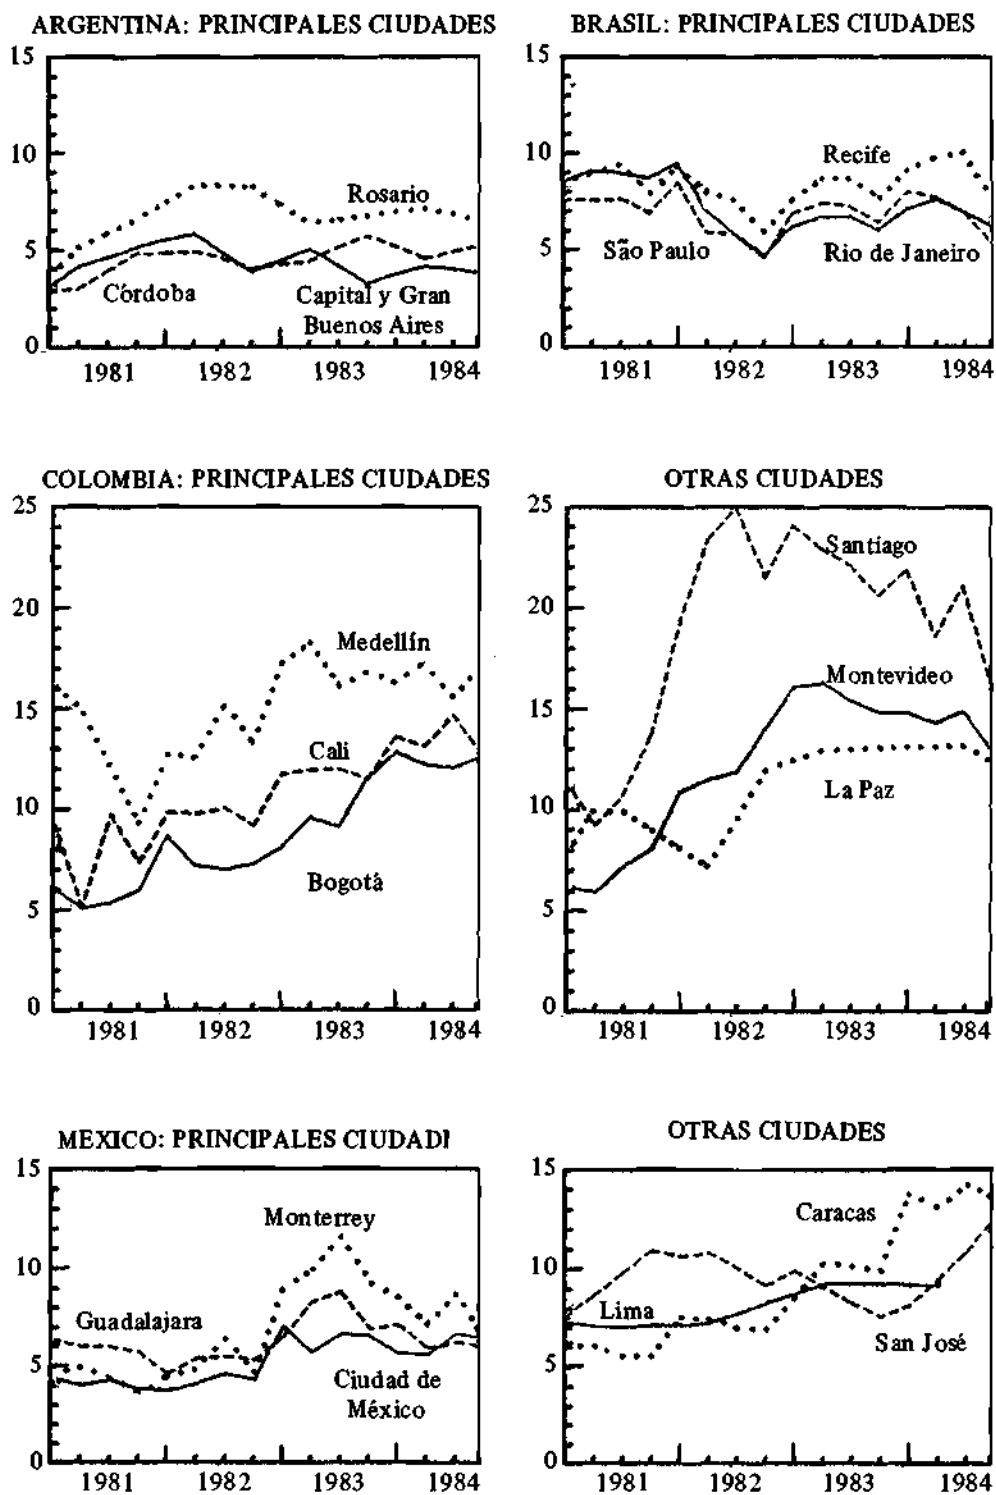 ARGENTINA: PRINCIPALES CIUDADES
15
10
5
0
Rosario
Córdoba
Capital y Gran
Buenos Aires
1981
1982
1983
1984
BRASIL: PRINCIPALES CIUDADES
15
10
5
0
Recife
São Paulo
Rio de Janeiro
1981
1982
1983
1984
COLOMBIA: PRINCIPALES CIUDADES
25
20
15
10
5
0
Medellín
Cali
Bogotá
1981
1982
1983
1984
OTRAS CIUDADES
25
20
15
10
5
0
Santiago
Montevideo
La Paz
1981
1982
1983
1984
MEXICO: PRINCIPALES CIUDADI
15
10
5
0
Monterrey
Guadalajara
Ciudad de
México
1981
1982
1983
1984
OTRAS CIUDADES
15
10
5
0
Caracas
Lima
San José
1981
1982
1983
1984